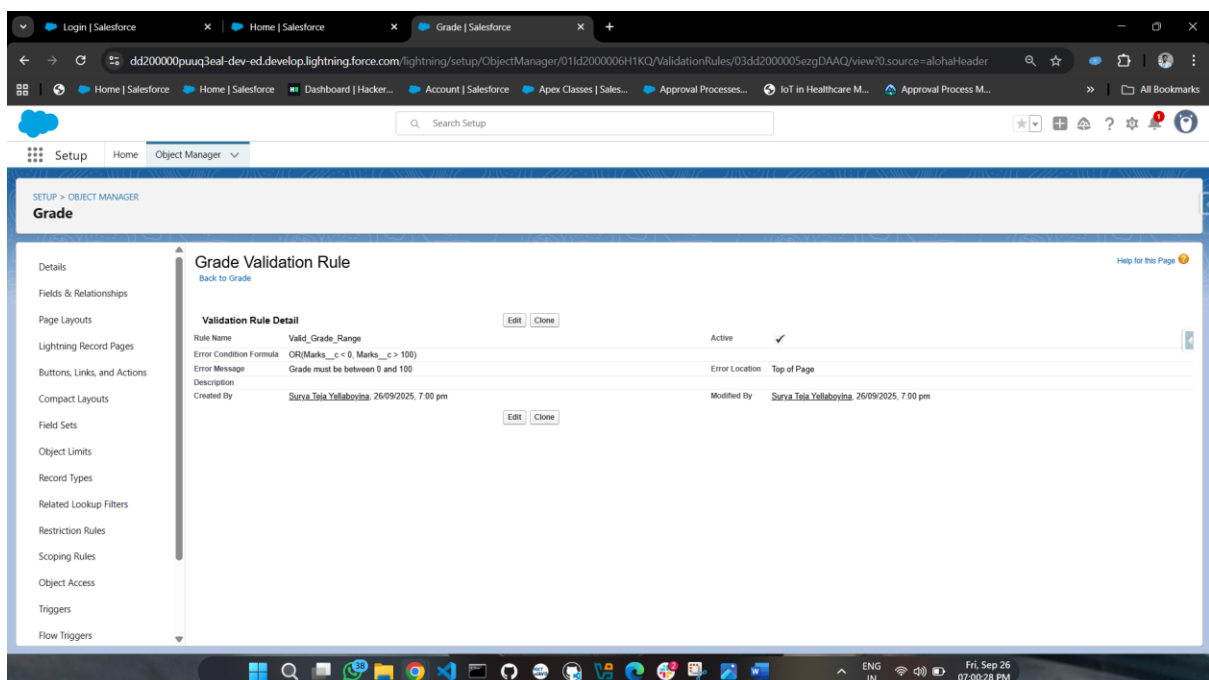 Login | Salesforce
Home | Salesforce
Grade | Salesforce
dd200000puuq3eal-dev-ed.develop.lightning.force.com/lightning/setup/ObjectManager/01Id2000006H1KQ/ValidationRules/03dd2000005ezgDAAQ/view?0.source=alohaHeader
Home | Salesforce
Home | Salesforce
Dashboard | Hacker...
Account | Salesforce
Apex Classes | Sales...
Approval Processes...
IoT in Healthcare M...
Approval Process M...
»
All Bookmarks
Search Setup
Setup
Home
Object Manager
SETUP > OBJECT MANAGER
Grade
Details
Fields & Relationships
Page Layouts
Lightning Record Pages
Buttons, Links, and Actions
Compact Layouts
Field Sets
Object Limits
Record Types
Related Lookup Filters
Restriction Rules
Scoping Rules
Object Access
Triggers
Flow Triggers
Grade Validation Rule
Back to Grade
Help for this Page
Validation Rule Detail
Edit Clone
Rule Name Valid_Grade_Range Active ✓
Error Condition Formula OR(Marks__c < 0, Marks__c > 100)
Error Message Grade must be between 0 and 100 Error Location Top of Page
Description
Created By Surya Teja Yellaboyina, 26/09/2025, 7:00 pm Modified By Surya Teja Yellaboyina, 26/09/2025, 7:00 pm
Edit Clone
38
ENG
IN
Fri, Sep 26
07:00:28 PM